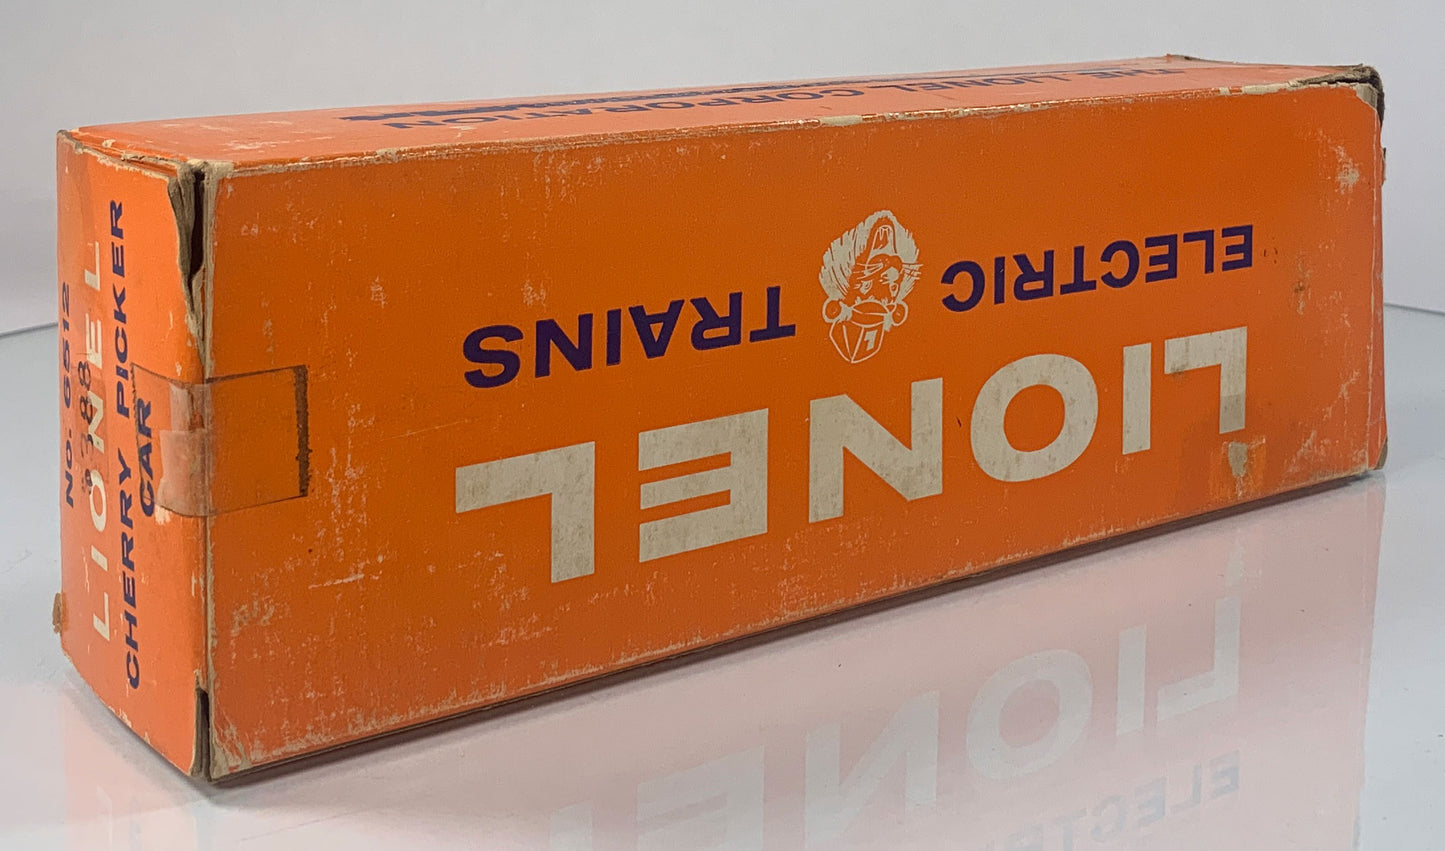 No. 6512
LIONEL
CHERRY PICKER
CAR
THE LIONEL CORPORATION
LIONEL
ELECTRIC TRAINS
L